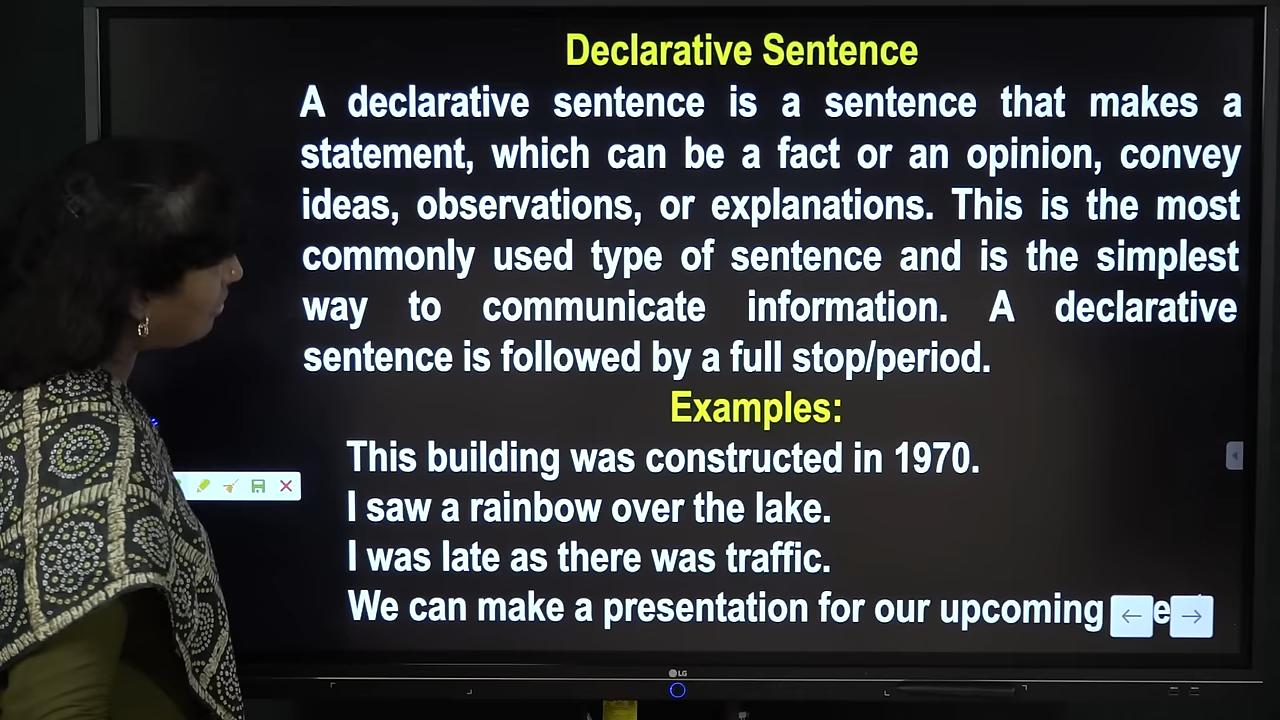 Declarative Sentence
A declarative sentence is a sentence that makes a
statement, which can be a fact or an opinion, convey
ideas, observations, or explanations. This is the most
commonly used type of sentence and is the simplest
way to communicate information. A declarative
sentence is followed by a full stop/period.
Examples:
This building was constructed in 1970.
I saw a rainbow over the lake.
I was late as there was traffic.
We can make a presentation for our upcoming
LG